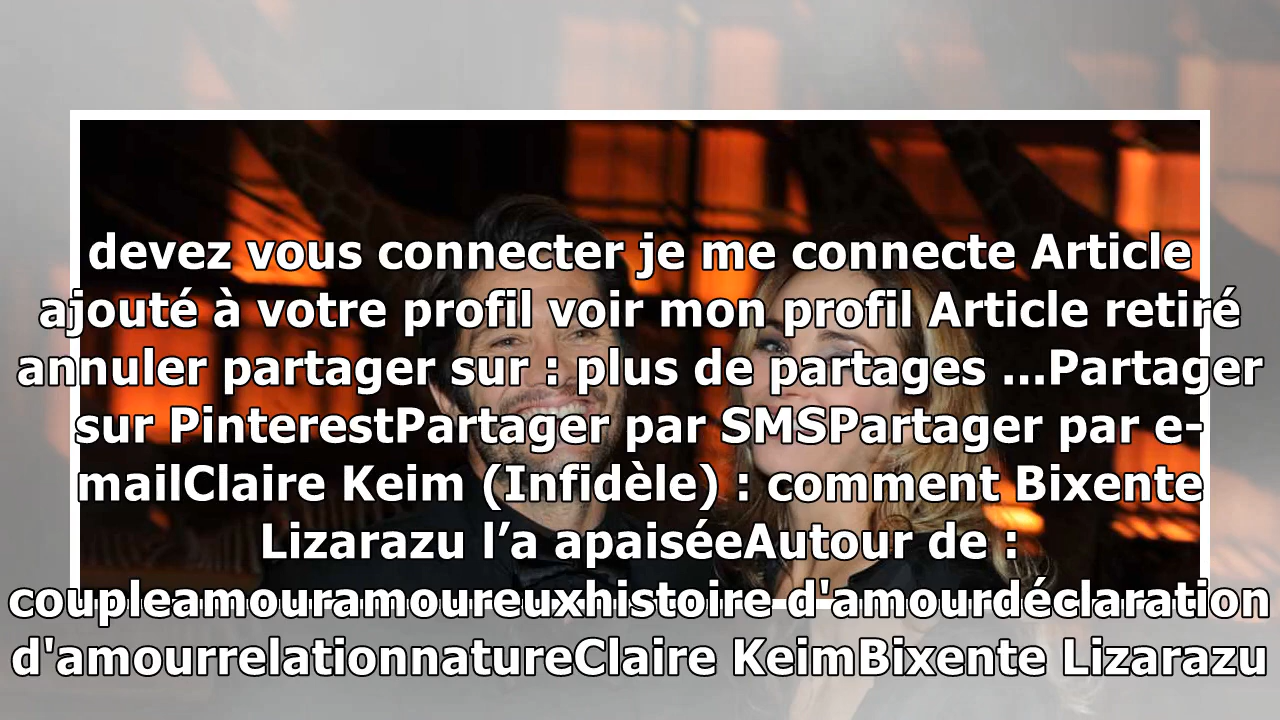 devez vous connecter je me connecte Article
ajouté à votre profil voir mon profil Article retiré
annuler partager sur : plus de partages ...Partager
sur PinterestPartager par SMSPartager par e-
mailClaire Keim (Infidèle) : comment Bixente
Lizarazu l’a apaiséeAutour de :
coupleamouramoureuxhistoire d'amourdéclaration
d'amourrelationnatureClaire KeimBixente Lizarazu